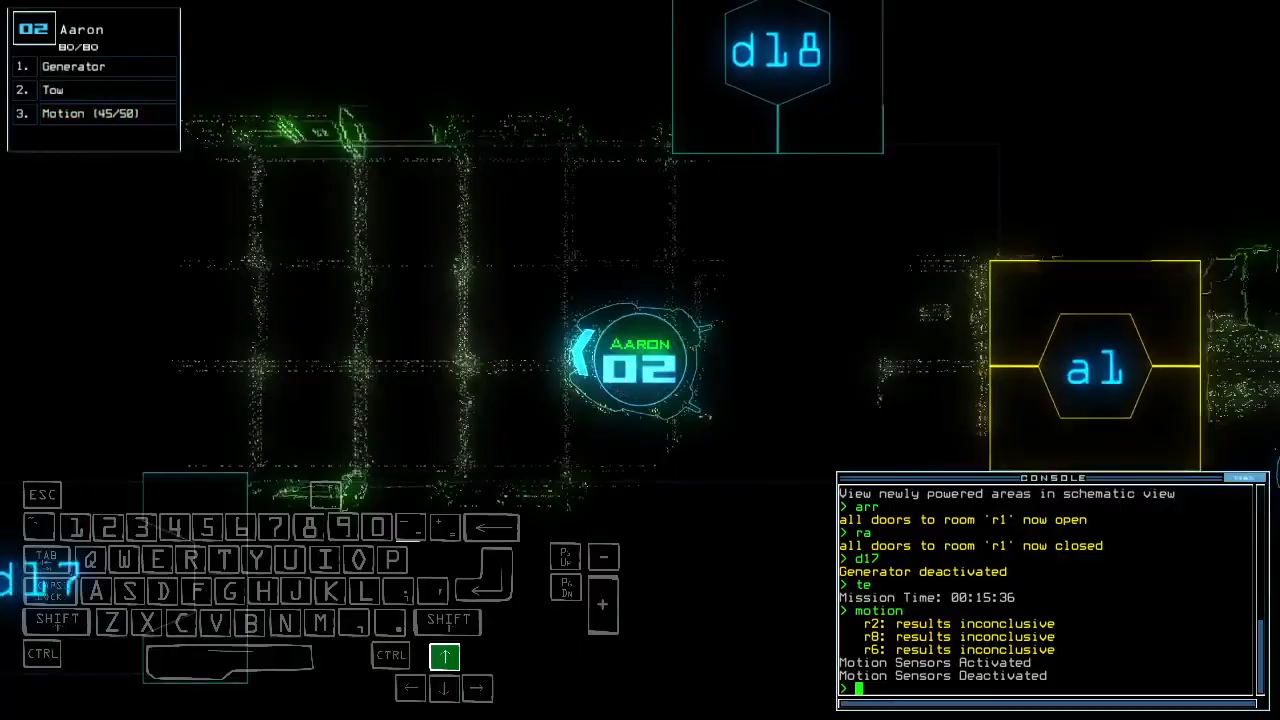 02 Aaron
80/80
1. Generator
2. Tow
3. Motion (45/50)
d18
AARON
02
a1
d17
ESC
1 2 3 4 5 6 7 8 9 0 - + =
TAB Q W E R T Y U I O P
CAPS LOCK A S D F G H J K L ; '
SHIFT Z X C V B N M , . SHIFT
CTRL CTRL ↑
← ↓ →
P. UP -
P. DN +
CONSOLE
View newly powered areas in schematic view
> arr
all doors to room 'r1' now open
> ra
all doors to room 'r1' now closed
> d17
Generator deactivated
> te
Mission Time: 00:15:36
> motion
r2: results inconclusive
r8: results inconclusive
r6: results inconclusive
Motion Sensors Activated
Motion Sensors Deactivated
>